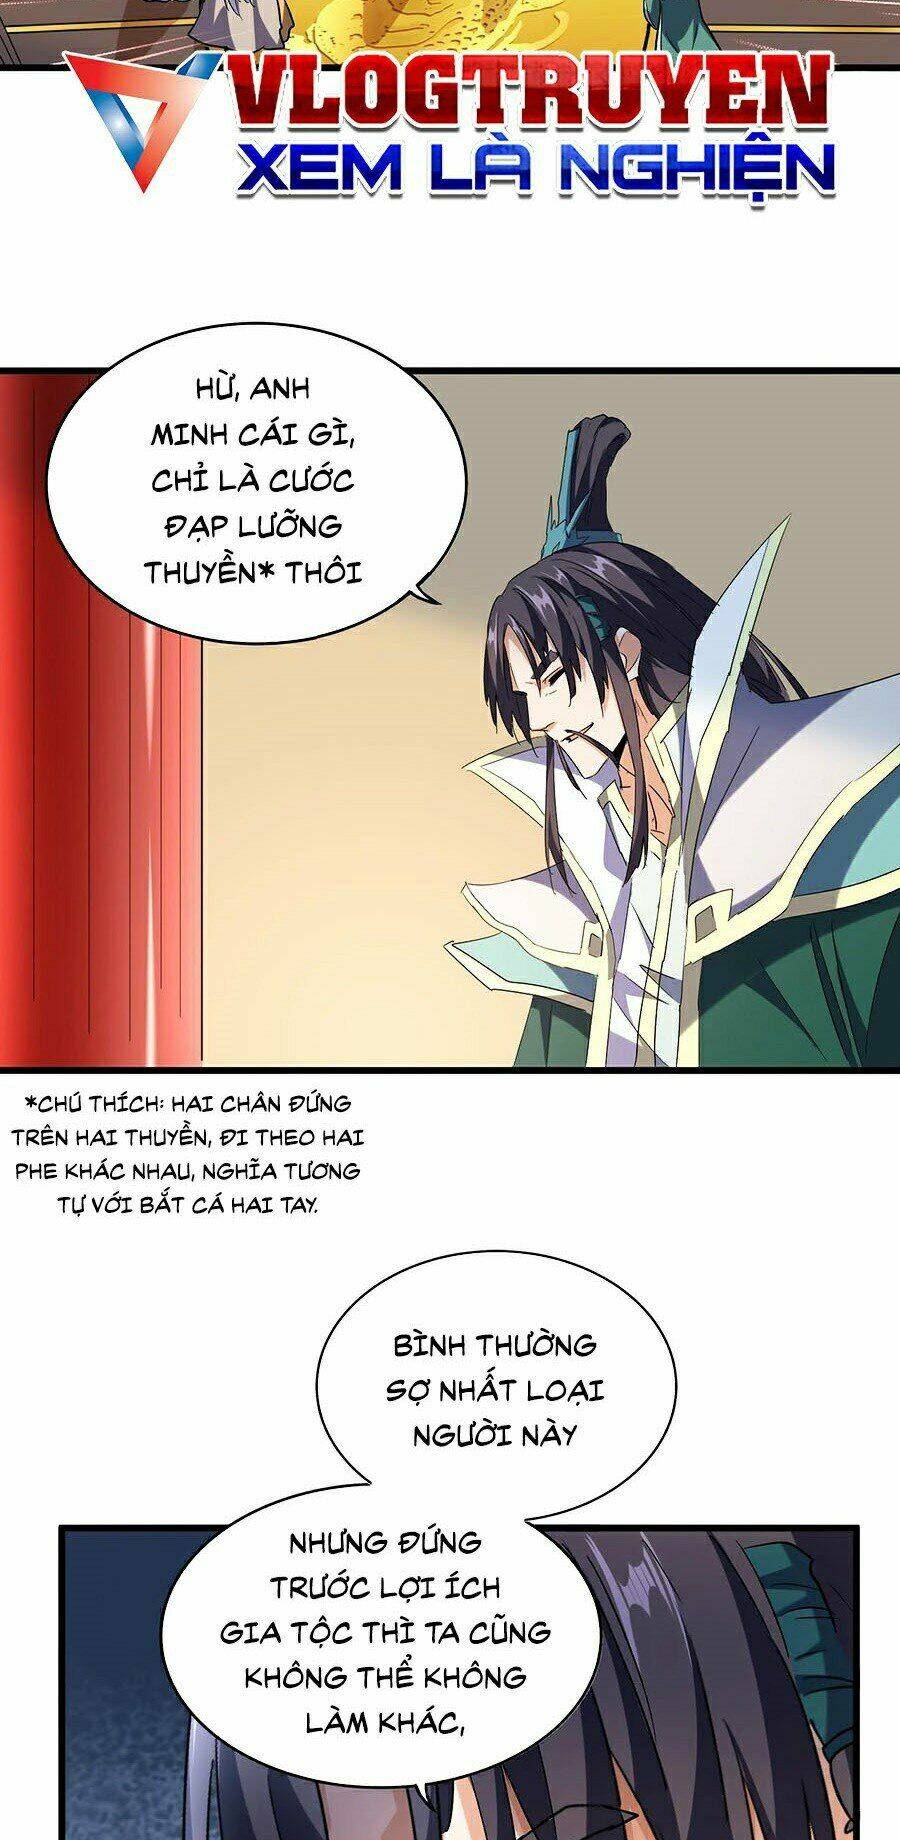 VLOGTRUYEN
XEM LÀ NGHIỆN
HỪ, ANH
MINH CÁI GÌ,
CHỈ LÀ CƯỚC
ĐẠP LƯỠNG
THUYỀN* THÔI
*CHÚ THÍCH: HAI CHÂN ĐỨNG
TRÊN HAI THUYỀN, ĐI THEO HAI
PHE KHÁC NHAU, NGHĨA TƯƠNG
TỰ VỚI BẮT CÁ HAI TAY.
BÌNH THƯỜNG
SỢ NHẤT LOẠI
NGƯỜI NÀY
NHƯNG ĐỨNG
TRƯỚC LỢI ÍCH
GIA TỘC THÌ TA CŨNG
KHÔNG THỂ KHÔNG
LÀM KHÁC,